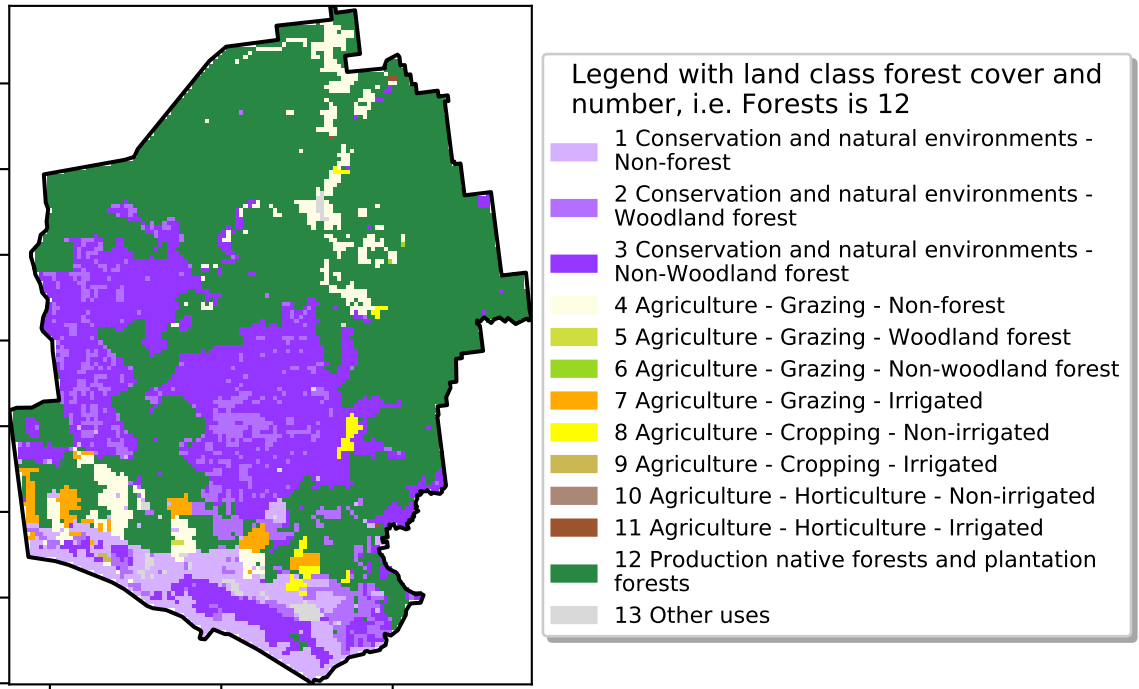 Legend with land class forest cover and
number, i.e. Forests is 12
1 Conservation and natural environments -
Non-forest
2 Conservation and natural environments -
Woodland forest
3 Conservation and natural environments -
Non-Woodland forest
4 Agriculture - Grazing - Non-forest
5 Agriculture - Grazing - Woodland forest
6 Agriculture - Grazing - Non-woodland forest
7 Agriculture - Grazing - Irrigated
8 Agriculture - Cropping - Non-irrigated
9 Agriculture - Cropping - Irrigated
10 Agriculture - Horticulture - Non-irrigated
11 Agriculture - Horticulture - Irrigated
12 Production native forests and plantation
forests
13 Other uses